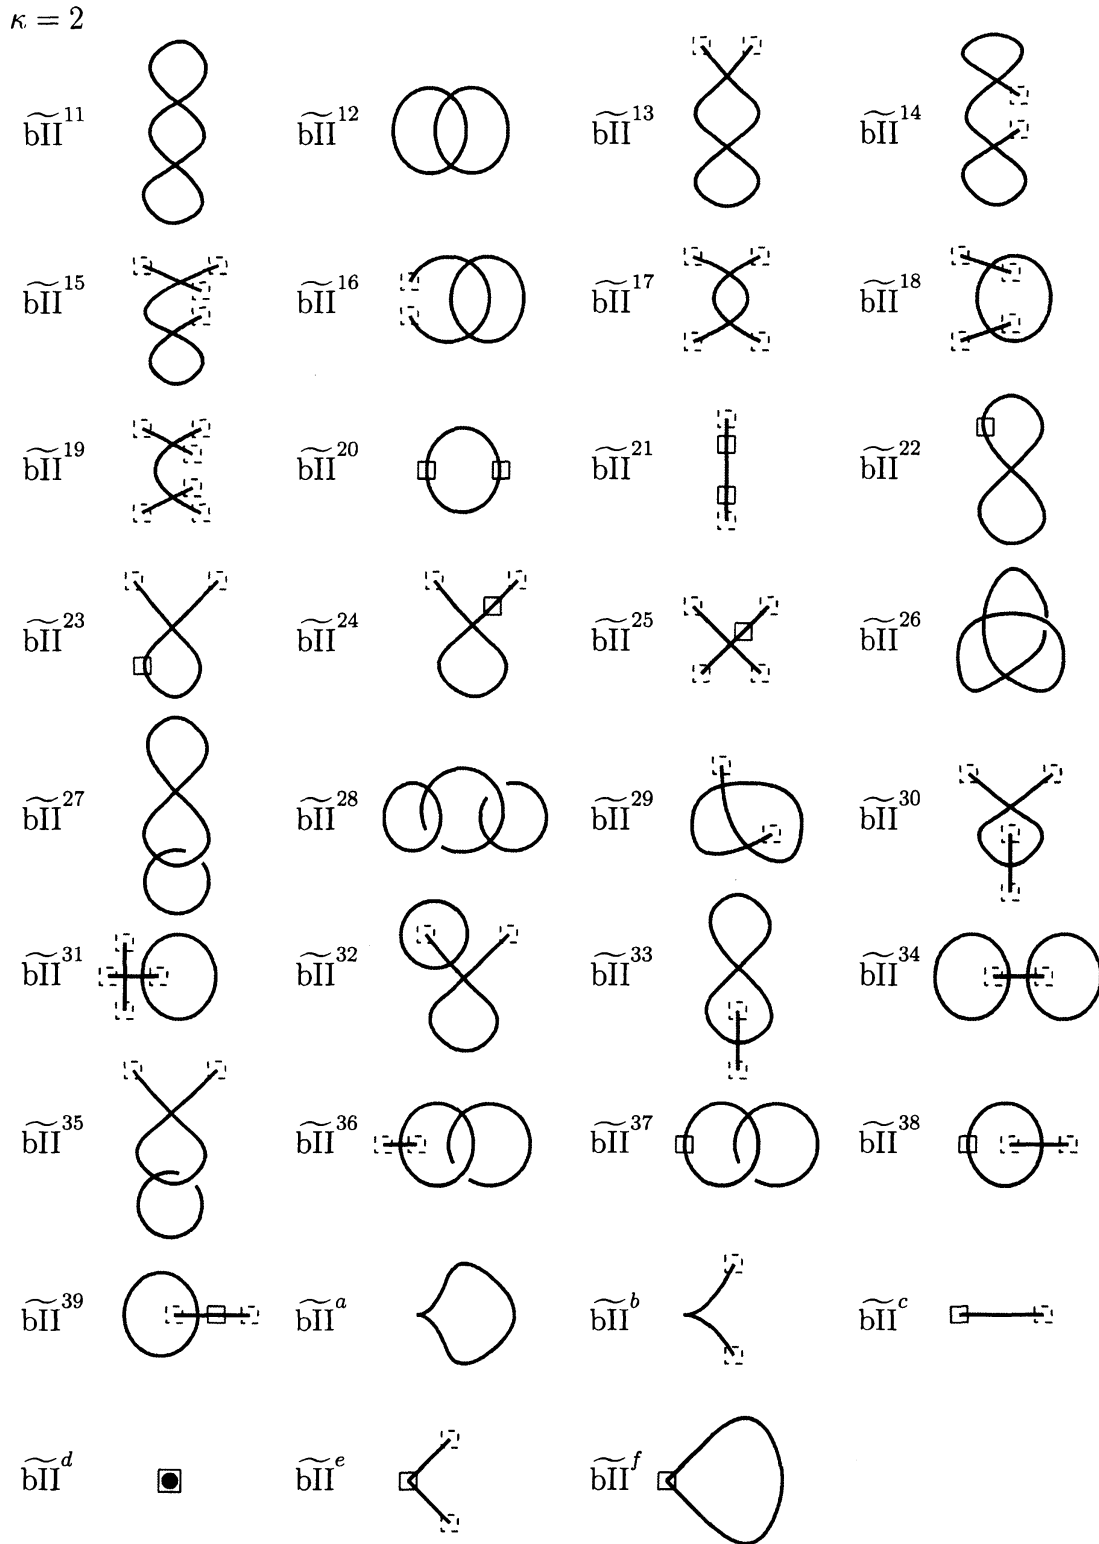 κ = 2
b̃II¹¹ b̃II¹² b̃II¹³ b̃II¹⁴
b̃II¹⁵ b̃II¹⁶ b̃II¹⁷ b̃II¹⁸
b̃II¹⁹ b̃II²⁰ b̃II²¹ b̃II²²
b̃II²³ b̃II²⁴ b̃II²⁵ b̃II²⁶
b̃II²⁷ b̃II²⁸ b̃II²⁹ b̃II³⁰
b̃II³¹ b̃II³² b̃II³³ b̃II³⁴
b̃II³⁵ b̃II³⁶ b̃II³⁷ b̃II³⁸
b̃II³⁹ b̃IIᵃ b̃IIᵇ b̃IIᶜ
b̃IIᵈ b̃IIᵉ b̃IIᶠ